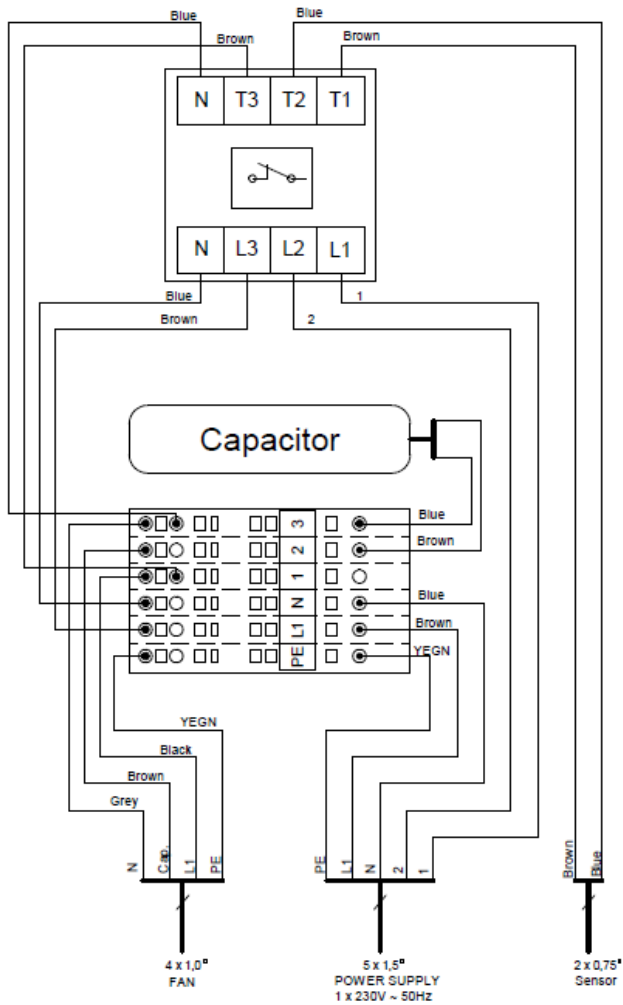 Blue
Blue
Brown
Brown
N T3 T2 T1
N L3 L2 L1
Blue
1
Brown
2
Capacitor
3
Blue
2
Brown
1
N
Blue
L1
Brown
PE
YEGN
YEGN
Black
Brown
Grey
N Cap. L1 PE
PE L1 N 2 1
Brown Blue
4 x 1,0°
FAN
5 x 1,5°
POWER SUPPLY
1 x 230V ~ 50Hz
2 x 0,75°
Sensor